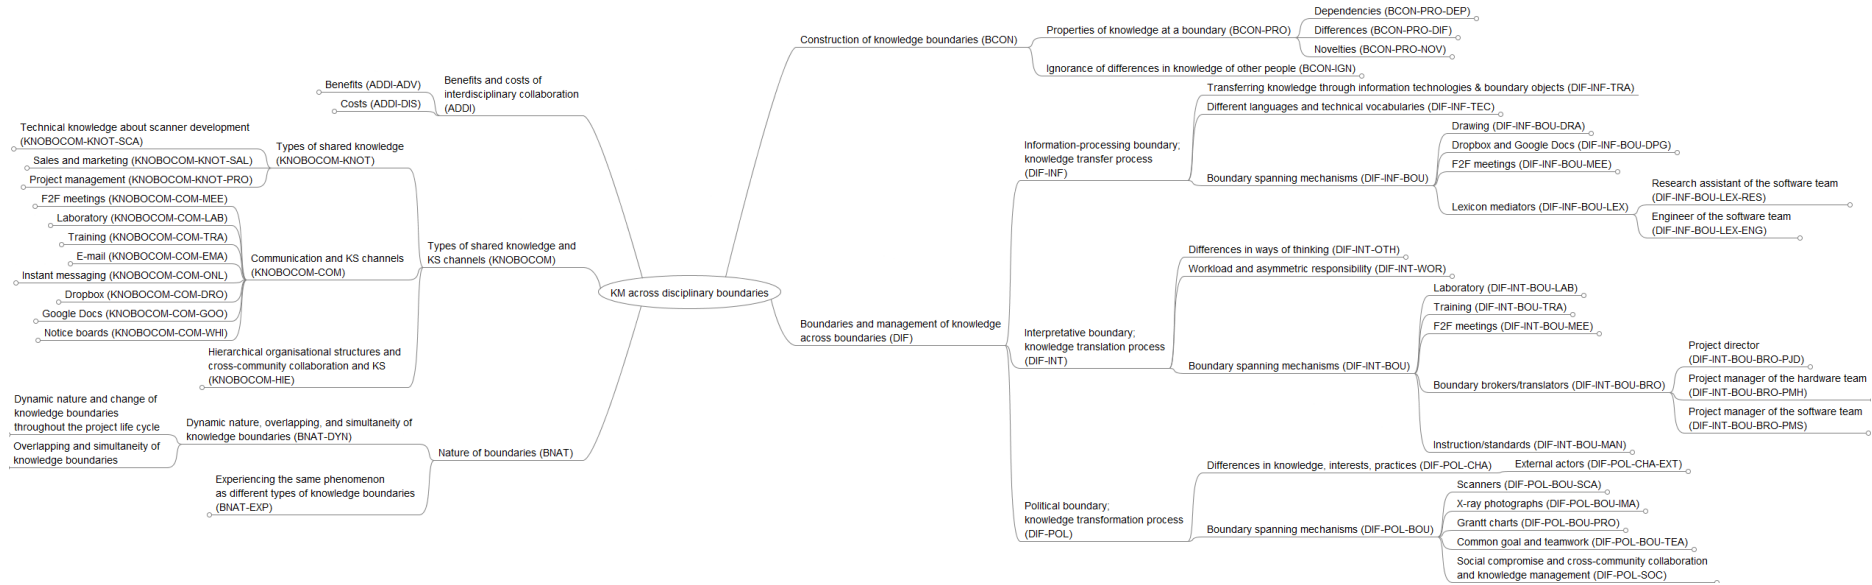 KM across disciplinary boundaries
Construction of knowledge boundaries (BCON)
Properties of knowledge at a boundary (BCON-PRO)
Dependencies (BCON-PRO-DEP)
Differences (BCON-PRO-DIF)
Novelties (BCON-PRO-NOV)
Ignorance of differences in knowledge of other people (BCON-IGN)
Boundaries and management of knowledge
across boundaries (DIF)
Information-processing boundary;
knowledge transfer process
(DIF-INF)
Transferring knowledge through information technologies & boundary objects (DIF-INF-TRA)
Different languages and technical vocabularies (DIF-INF-TEC)
Boundary spanning mechanisms (DIF-INF-BOU)
Drawing (DIF-INF-BOU-DRA)
Dropbox and Google Docs (DIF-INF-BOU-DPG)
F2F meetings (DIF-INF-BOU-MEE)
Lexicon mediators (DIF-INF-BOU-LEX)
Research assistant of the software team
(DIF-INF-BOU-LEX-RES)
Engineer of the software team
(DIF-INF-BOU-LEX-ENG)
Interpretative boundary;
knowledge translation process
(DIF-INT)
Differences in ways of thinking (DIF-INT-OTH)
Workload and asymmetric responsibility (DIF-INT-WOR)
Boundary spanning mechanisms (DIF-INT-BOU)
Laboratory (DIF-INT-BOU-LAB)
Training (DIF-INT-BOU-TRA)
F2F meetings (DIF-INT-BOU-MEE)
Boundary brokers/translators (DIF-INT-BOU-BRO)
Project director
(DIF-INT-BOU-BRO-PJD)
Project manager of the hardware team
(DIF-INT-BOU-BRO-PMH)
Project manager of the software team
(DIF-INT-BOU-BRO-PMS)
Instruction/standards (DIF-INT-BOU-MAN)
Political boundary;
knowledge transformation process
(DIF-POL)
Differences in knowledge, interests, practices (DIF-POL-CHA)
External actors (DIF-POL-CHA-EXT)
Boundary spanning mechanisms (DIF-POL-BOU)
Scanners (DIF-POL-BOU-SCA)
X-ray photographs (DIF-POL-BOU-IMA)
Grantt charts (DIF-POL-BOU-PRO)
Common goal and teamwork (DIF-POL-BOU-TEA)
Social compromise and cross-community collaboration
and knowledge management (DIF-POL-SOC)
Benefits and costs of
interdisciplinary collaboration
(ADDI)
Benefits (ADDI-ADV)
Costs (ADDI-DIS)
Types of shared knowledge and
KS channels (KNOBOCOM)
Types of shared knowledge
(KNOBOCOM-KNOT)
Technical knowledge about scanner development
(KNOBOCOM-KNOT-SCA)
Sales and marketing (KNOBOCOM-KNOT-SAL)
Project management (KNOBOCOM-KNOT-PRO)
Communication and KS channels
(KNOBOCOM-COM)
F2F meetings (KNOBOCOM-COM-MEE)
Laboratory (KNOBOCOM-COM-LAB)
Training (KNOBOCOM-COM-TRA)
E-mail (KNOBOCOM-COM-EMA)
Instant messaging (KNOBOCOM-COM-ONL)
Dropbox (KNOBOCOM-COM-DRO)
Google Docs (KNOBOCOM-COM-GOO)
Notice boards (KNOBOCOM-COM-WHI)
Hierarchical organisational structures and
cross-community collaboration and KS
(KNOBOCOM-HIE)
Nature of boundaries (BNAT)
Dynamic nature, overlapping, and simultaneity of
knowledge boundaries (BNAT-DYN)
Dynamic nature and change of
knowledge boundaries
throughout the project life cycle
Overlapping and simultaneity of
knowledge boundaries
Experiencing the same phenomenon
as different types of knowledge boundaries
(BNAT-EXP)